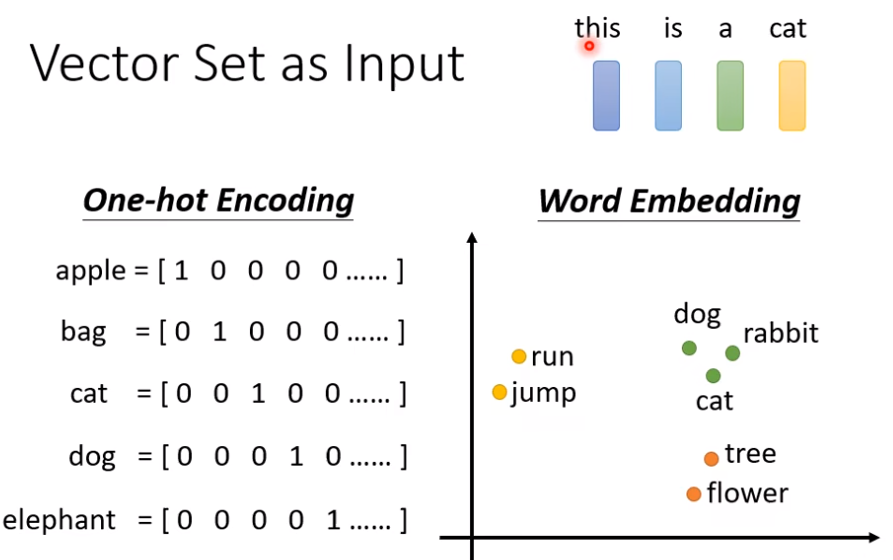 this is a cat
Vector Set as Input
One-hot Encoding
apple = [ 1 0 0 0 0 ...... ]
bag = [ 0 1 0 0 0 ...... ]
cat = [ 0 0 1 0 0 ...... ]
dog = [ 0 0 0 1 0 ...... ]
elephant = [ 0 0 0 0 1 ...... ]
Word Embedding
dog
rabbit
run
jump
cat
tree
flower